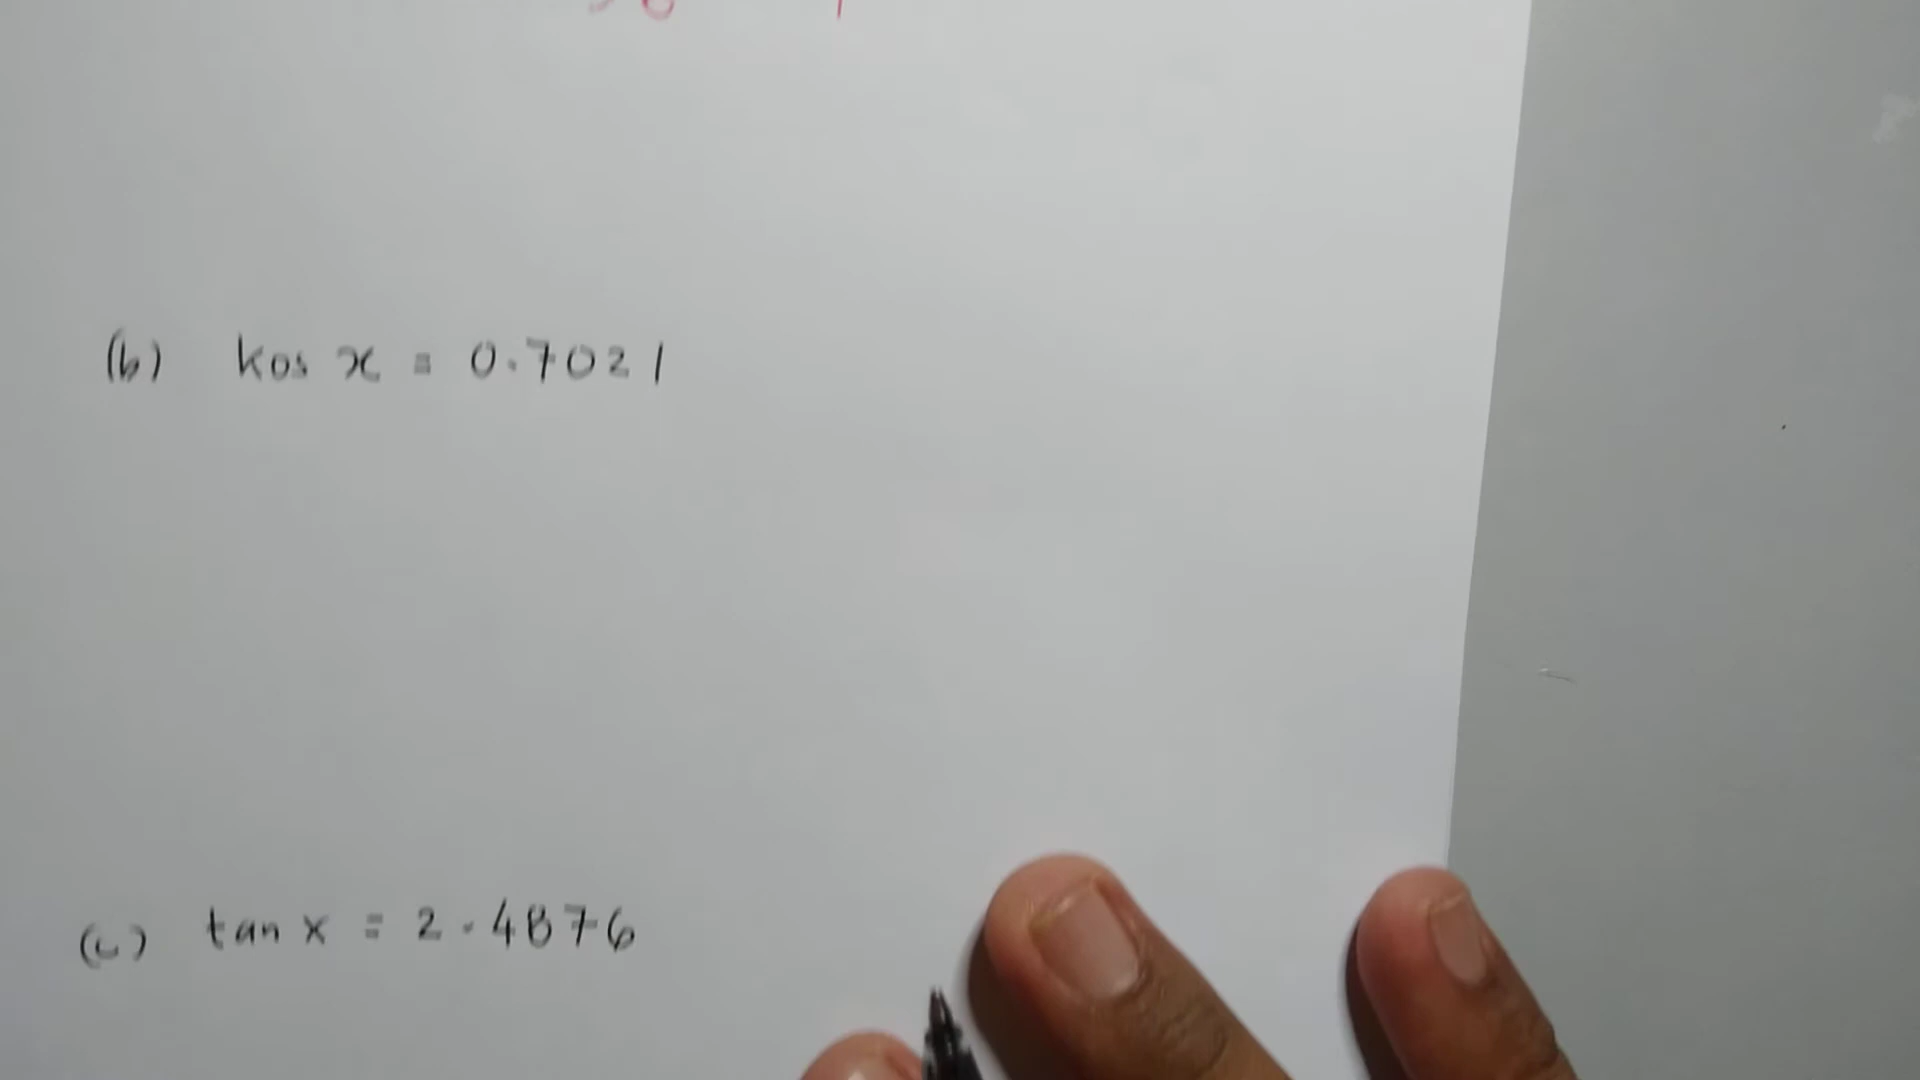 (b) kos x = 0.7021
(c) tan x = 2.4876